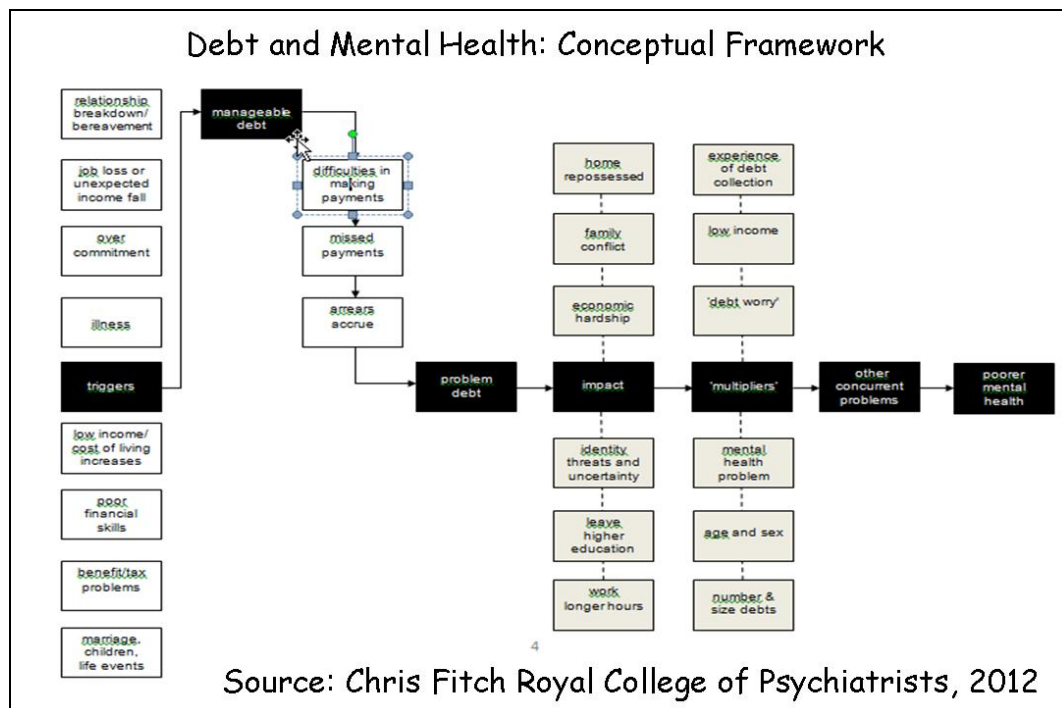 Debt and Mental Health: Conceptual Framework
relationship
breakdown/
bereavement
job loss or
unexpected
income fall
over
commitment
illness
triggers
low income/
cost of living
increases
poor
financial
skills
benefit/tax
problems
marriage,
children,
life events
manageable
debt
difficulties in
making
payments
missed
payments
arrears
accrue
problem
debt
home
repossessed
family
conflict
economic
hardship
impact
identity
threats and
uncertainty
leave
higher
education
work
longer hours
experience
of debt
collection
low income
'debt worry'
'multipliers'
mental
health
problem
age and sex
number &
size debts
other
concurrent
problems
poorer
mental
health
4
Source: Chris Fitch Royal College of Psychiatrists, 2012